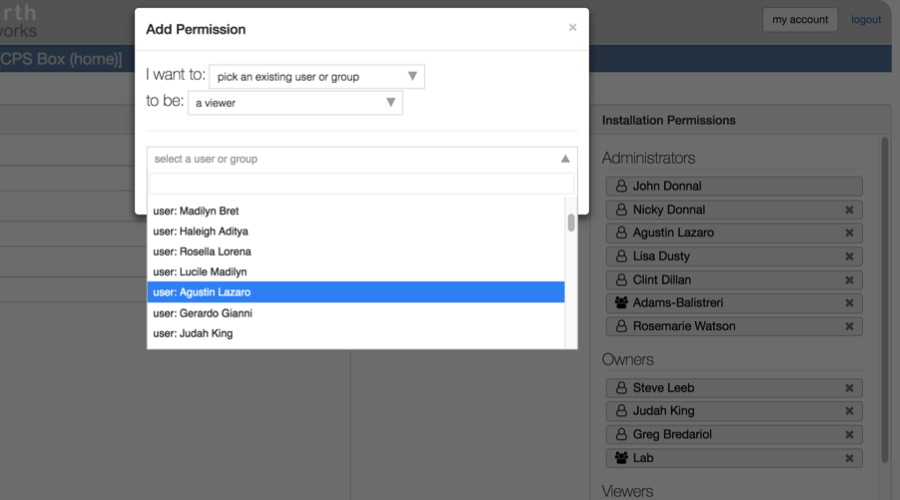 rth
works
my account
logout
[CPS Box (home)]
Add Permission
×
I want to: pick an existing user or group
to be: a viewer
select a user or group
user: Madilyn Bret
user: Haleigh Aditya
user: Rosella Lorena
user: Lucile Madilyn
user: Agustin Lazaro
user: Gerardo Gianni
user: Judah King
Installation Permissions
Administrators
John Donnal
Nicky Donnal
Agustin Lazaro
Lisa Dusty
Clint Dillan
Adams-Balistreri
Rosemarie Watson
Owners
Steve Leeb
Judah King
Greg Bredariol
Lab
Viewers